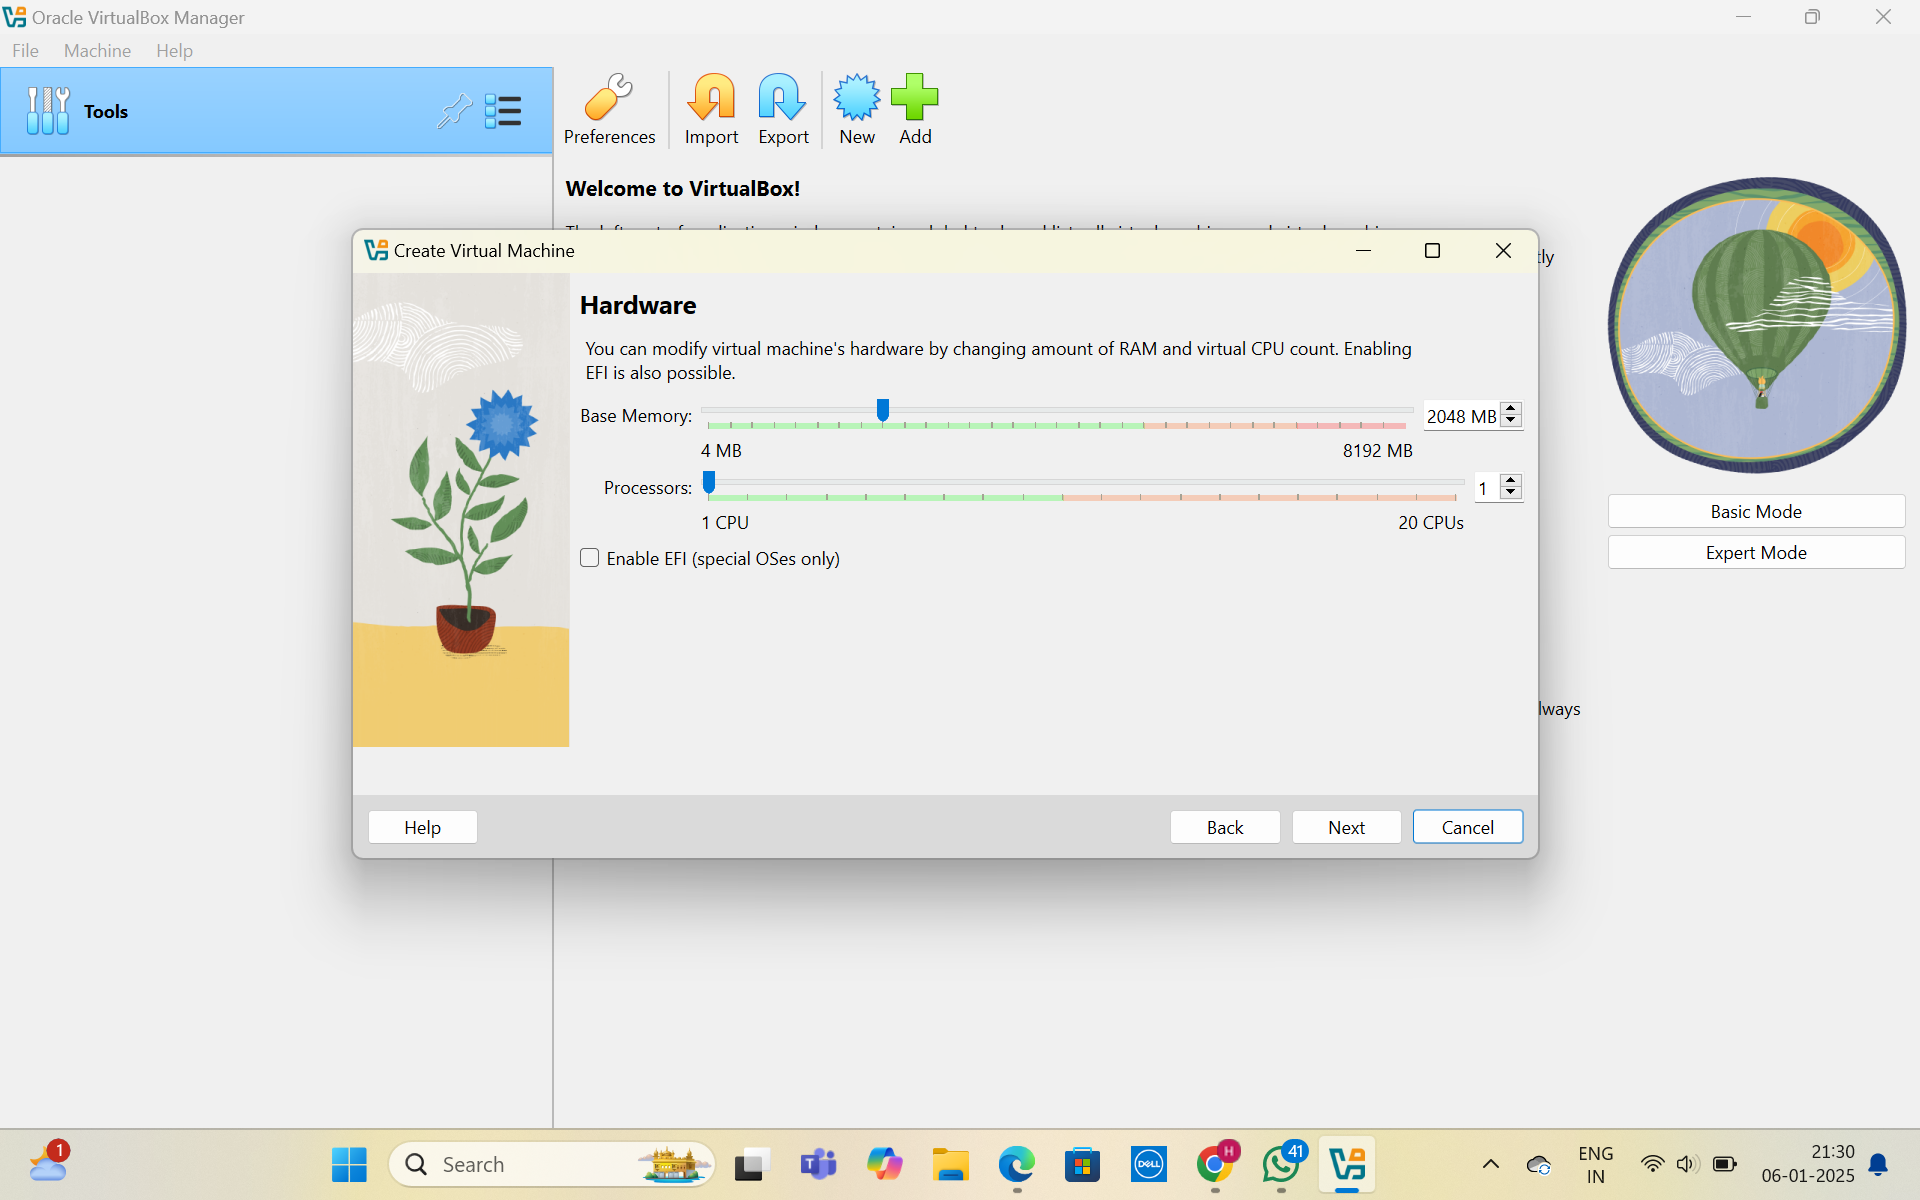 Oracle VirtualBox Manager
File Machine Help
Tools
Preferences
Import
Export
New
Add
Welcome to VirtualBox!
tly
Create Virtual Machine
Hardware
You can modify virtual machine's hardware by changing amount of RAM and virtual CPU count. Enabling
EFI is also possible.
Base Memory:
2048 MB
4 MB
8192 MB
Processors:
1
1 CPU
20 CPUs
Enable EFI (special OSes only)
Basic Mode
Expert Mode
lways
Help
Back
Next
Cancel
1
Search
DELL
H
41
ENG
IN
21:30
06-01-2025